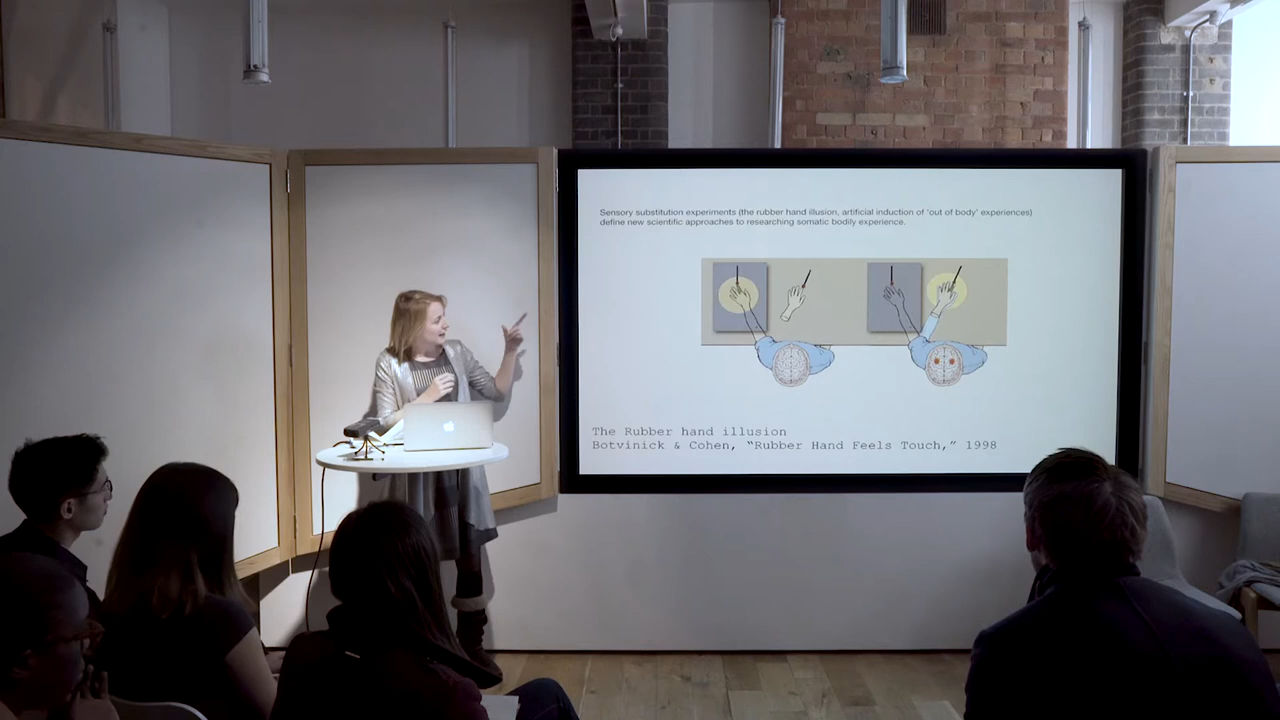 Sensory substitution experiments (the rubber hand illusion, artificial induction of 'out of body' experiences)
define new scientific approaches to researching somatic bodily experience.
The Rubber hand illusion
Botvinick & Cohen, “Rubber Hand Feels Touch,” 1998